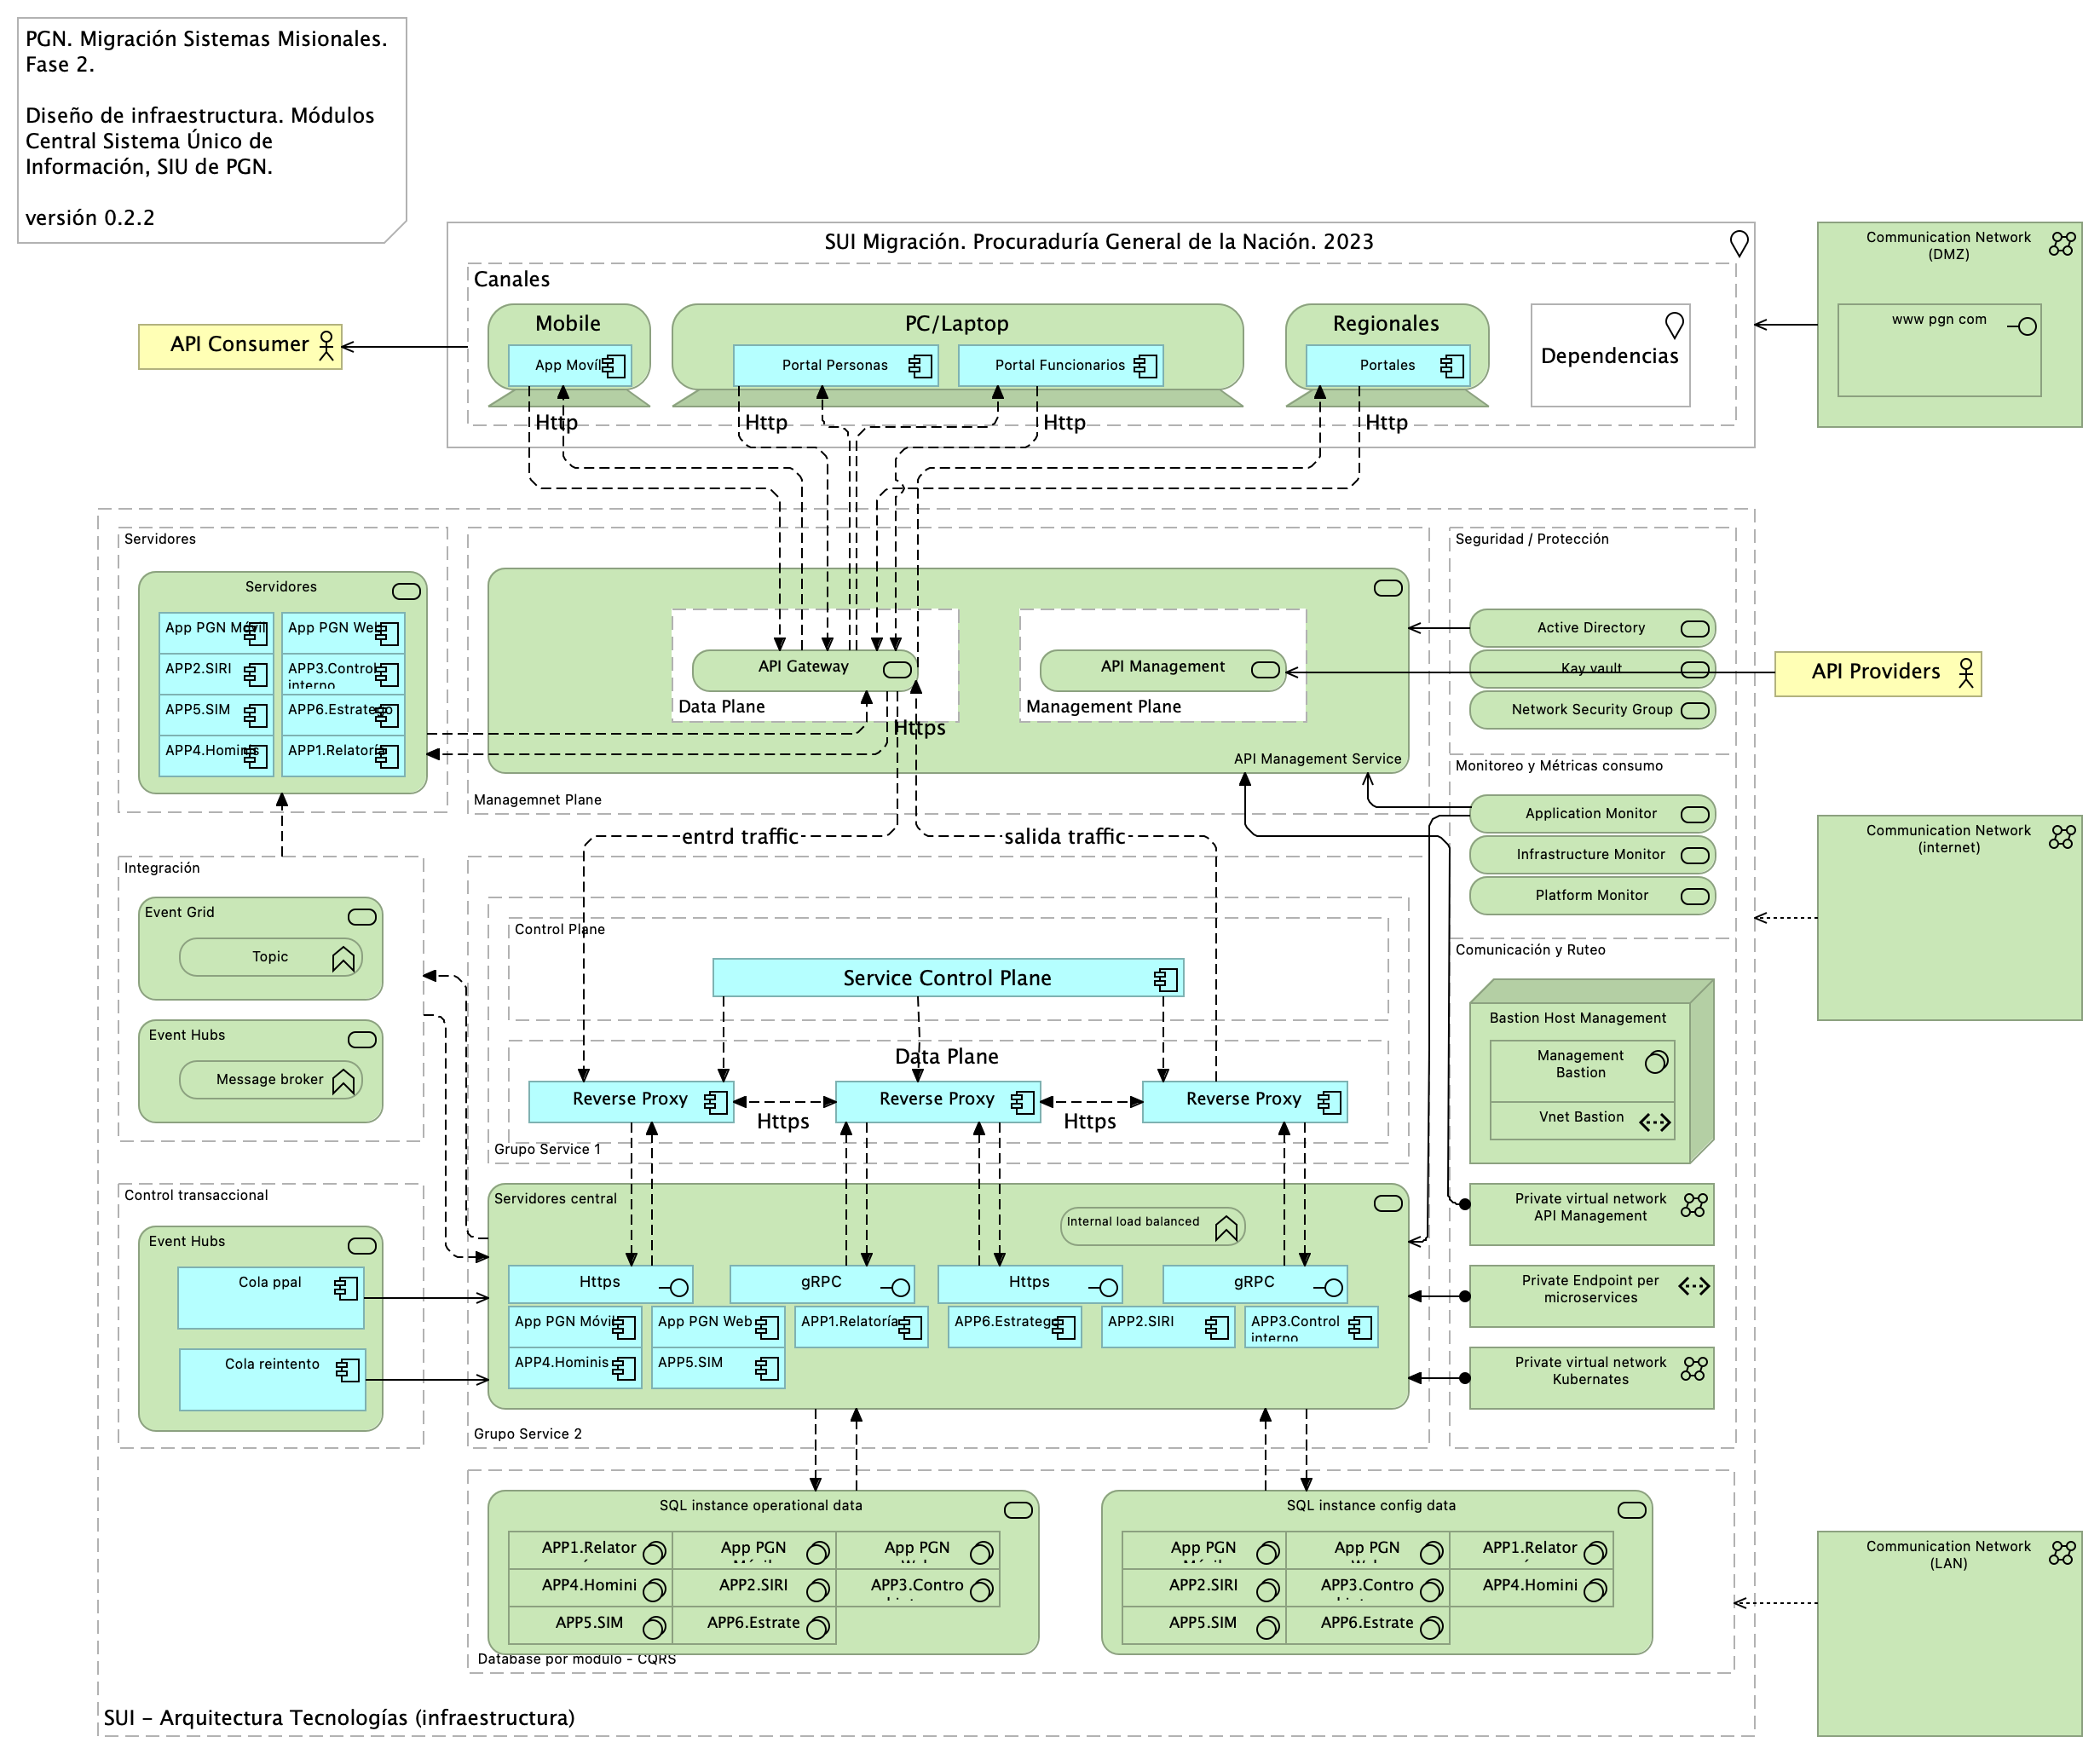 PGN. Migración Sistemas Misionales.
Fase 2.
Diseño de infraestructura. Módulos
Central Sistema Único de
Información, SIU de PGN.
versión 0.2.2
SUI Migración. Procuraduría General de la Nación. 2023
Canales
Mobile
App Movíl
PC/Laptop
Portal Personas
Portal Funcionarios
Regionales
Portales
Dependencias
Http
Http
Http
Http
API Consumer
Communication Network
(DMZ)
www pgn com
Servidores
Servidores
App PGN Móvil
App PGN Web
APP2.SIRI
APP3.Control
interno
APP5.SIM
APP6.Estratego
APP4.Hominis
APP1.Relatoría
API Gateway
Data Plane
Https
API Management
Management Plane
API Management Service
Managemnet Plane
Seguridad / Protección
Active Directory
Kay vault
Network Security Group
API Providers
Monitoreo y Métricas consumo
Application Monitor
Infrastructure Monitor
Platform Monitor
Communication Network
(internet)
entrd traffic
salida traffic
Integración
Event Grid
Topic
Event Hubs
Message broker
Control Plane
Service Control Plane
Data Plane
Reverse Proxy
Https
Reverse Proxy
Https
Reverse Proxy
Grupo Service 1
Comunicación y Ruteo
Bastion Host Management
Management
Bastion
Vnet Bastion
Private virtual network
API Management
Private Endpoint per
microservices
Private virtual network
Kubernates
Control transaccional
Event Hubs
Cola ppal
Cola reintento
Servidores central
Internal load balanced
Https
gRPC
Https
gRPC
App PGN Móvil
App PGN Web
APP1.Relatoría
APP6.Estratego
APP2.SIRI
APP3.Control
interno
APP4.Hominis
APP5.SIM
Grupo Service 2
SQL instance operational data
APP1.Relator
App PGN
App PGN
APP4.Homini
APP2.SIRI
APP3.Contro
APP5.SIM
APP6.Estrate
SQL instance config data
App PGN
App PGN
APP1.Relator
APP2.SIRI
APP3.Contro
APP4.Homini
APP5.SIM
APP6.Estrate
Database por modulo - CQRS
Communication Network
(LAN)
SUI - Arquitectura Tecnologías (infraestructura)